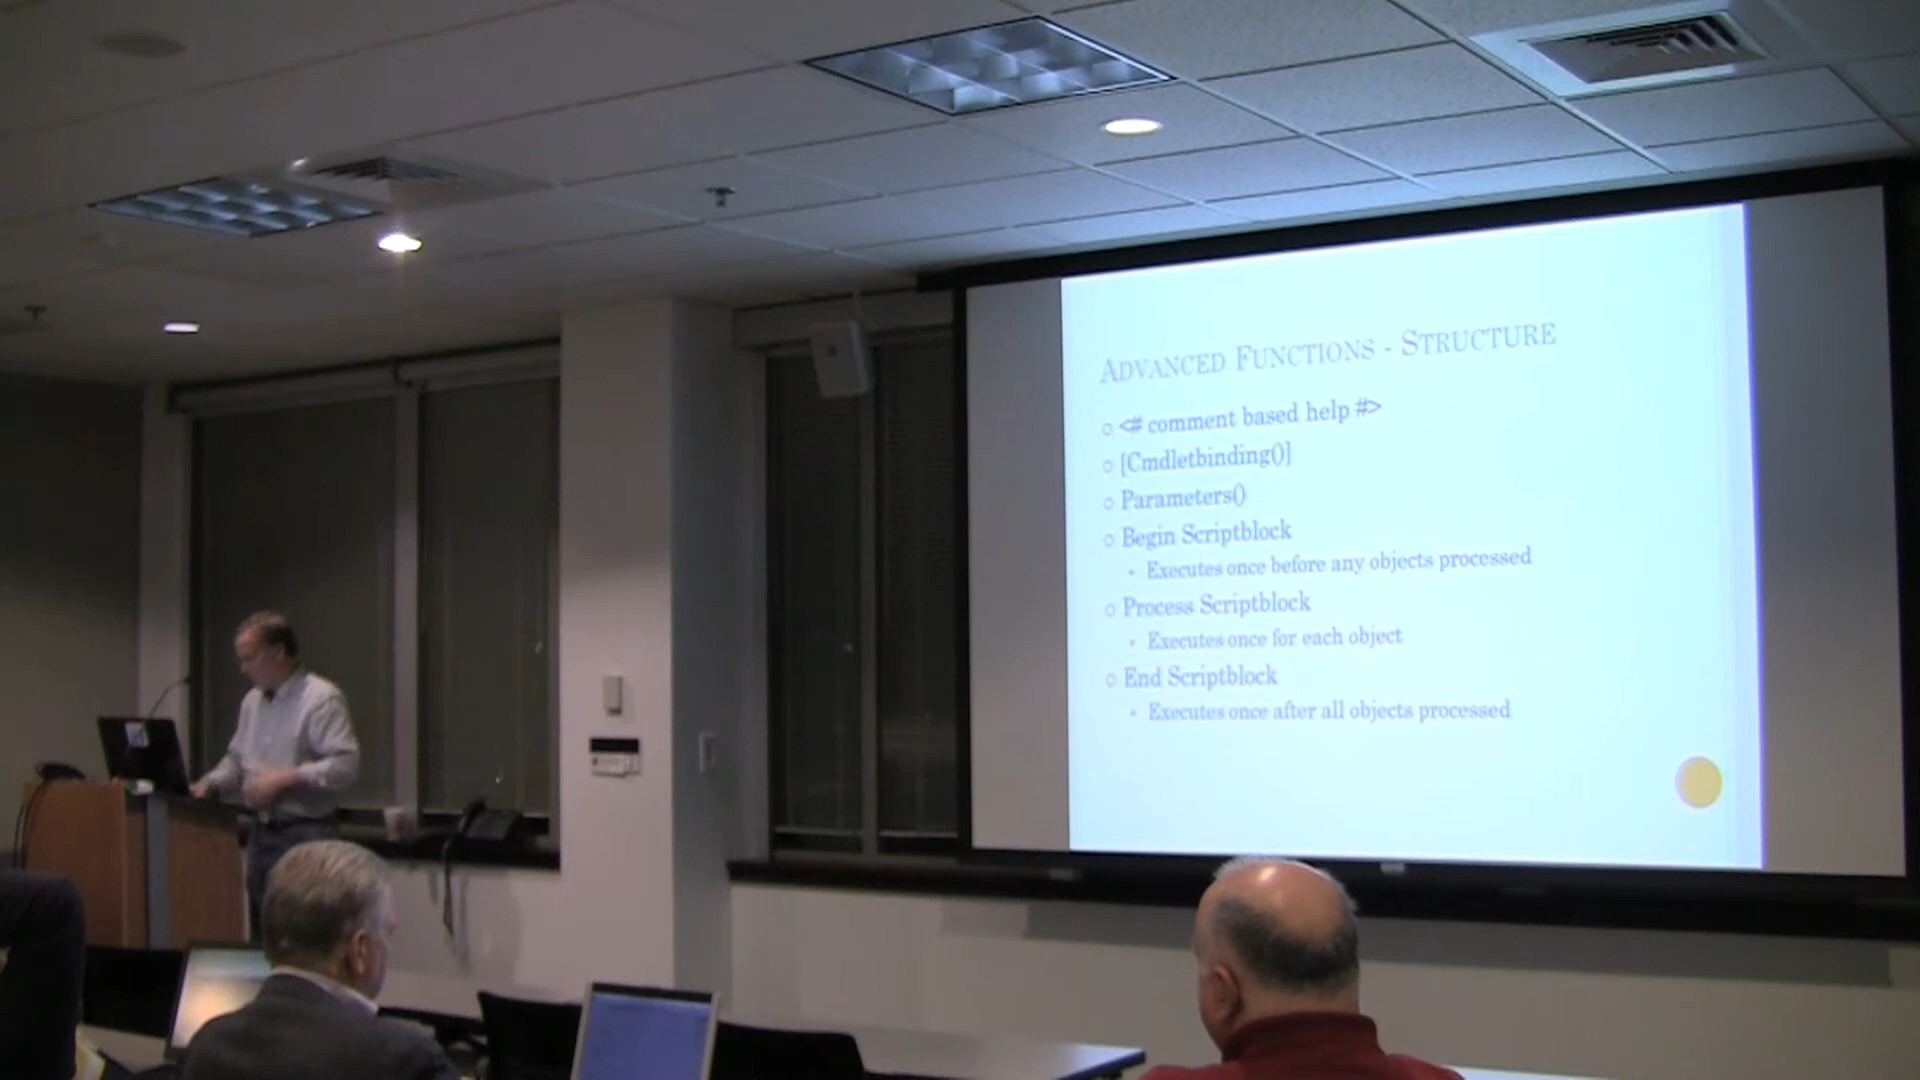 ADVANCED FUNCTIONS - STRUCTURE
<# comment based help #>
[Cmdletbinding()]
Parameters()
Begin Scriptblock
Executes once before any objects processed
Process Scriptblock
Executes once for each object
End Scriptblock
Executes once after all objects processed